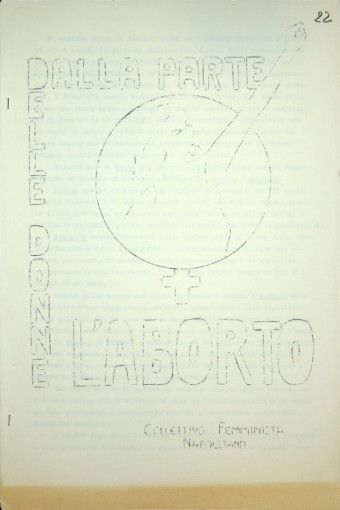 22
DALLA PARTE
DELLE DONNE
L'ABORTO
COLLETTIVO FEMMINISTA
NAPOLETANO